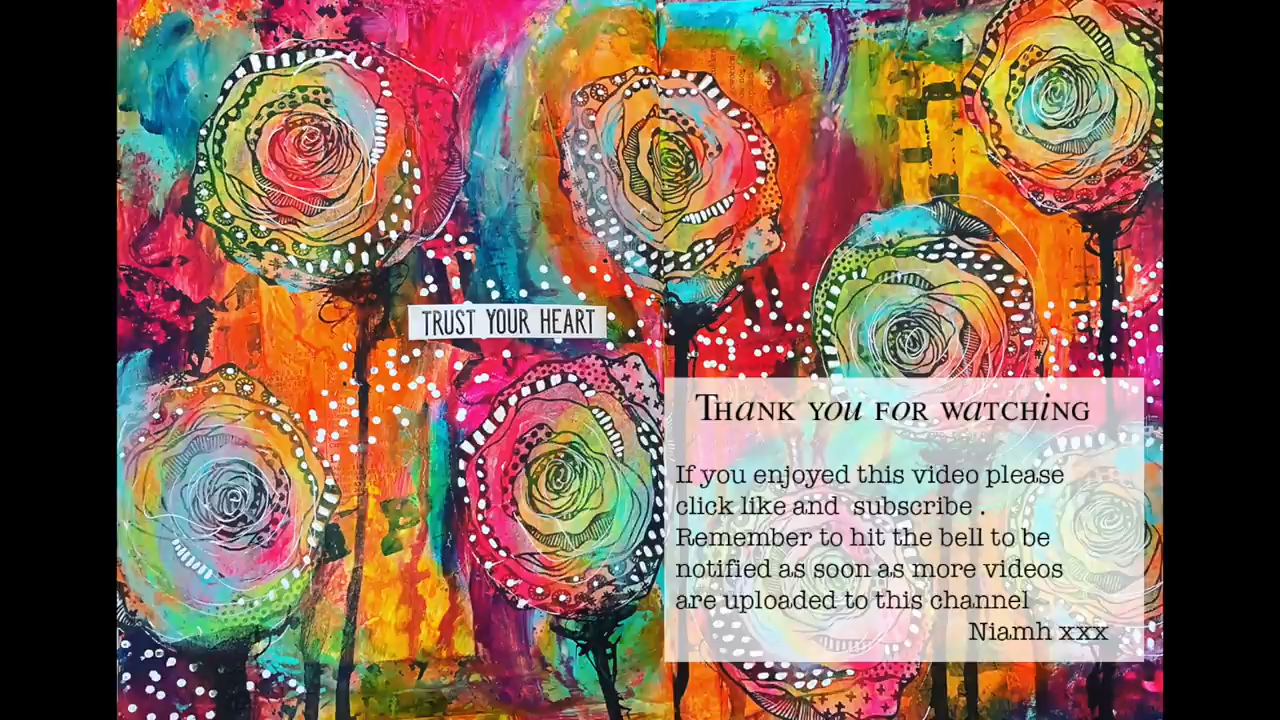 TRUST YOUR HEART
THANK YOU FOR WATCHING
If you enjoyed this video please
click like and subscribe .
Remember to hit the bell to be
notified as soon as more videos
are uploaded to this channel
Niamh xxx